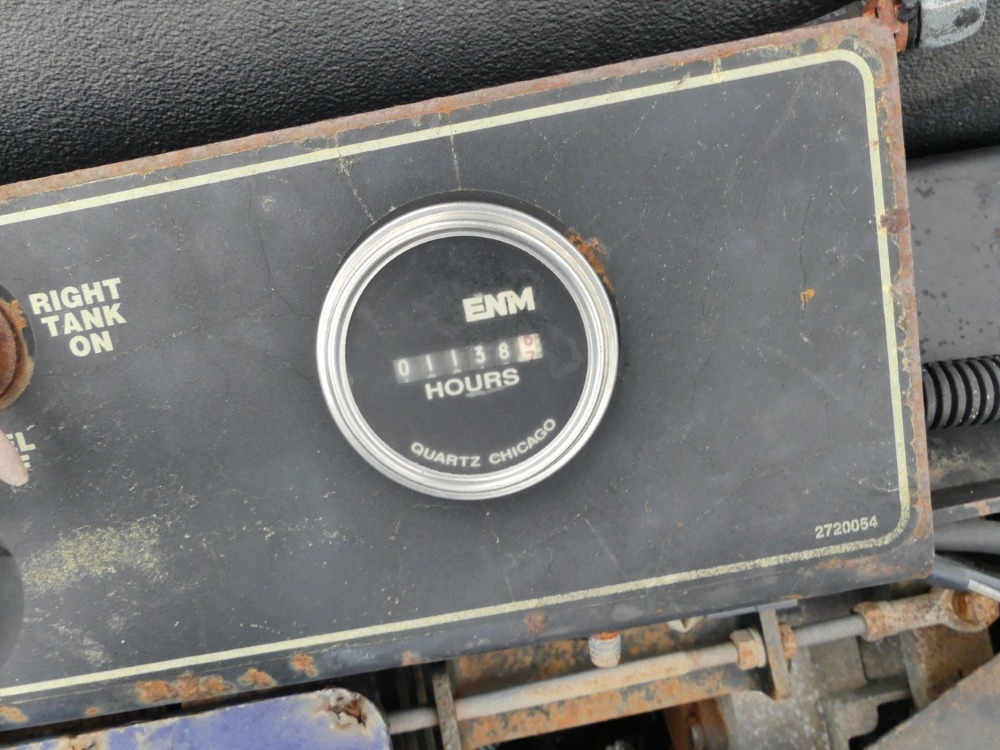 RIGHT
TANK
ON
ENM
01138
HOURS
QUARTZ CHICAGO
2720054